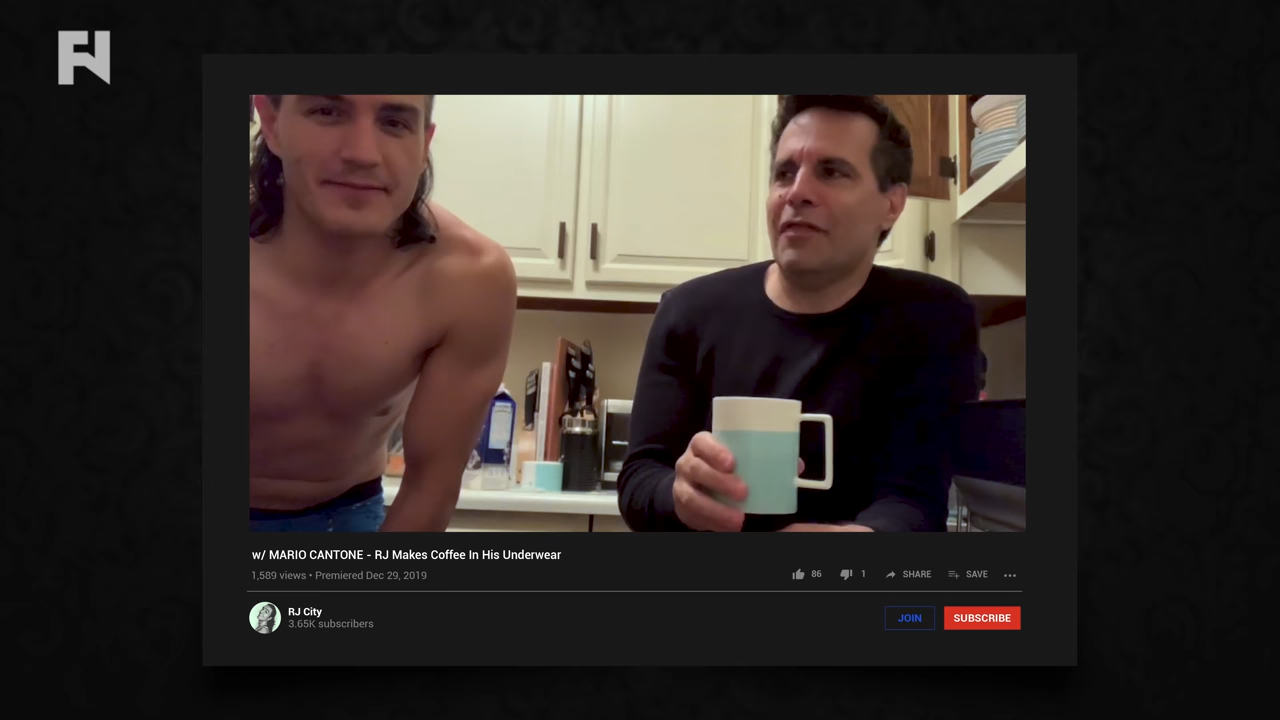 FN
w/ MARIO CANTONE - RJ Makes Coffee In His Underwear
1,589 views • Premiered Dec 29, 2019
86
1
SHARE
SAVE
RJ City
3.65K subscribers
JOIN
SUBSCRIBE